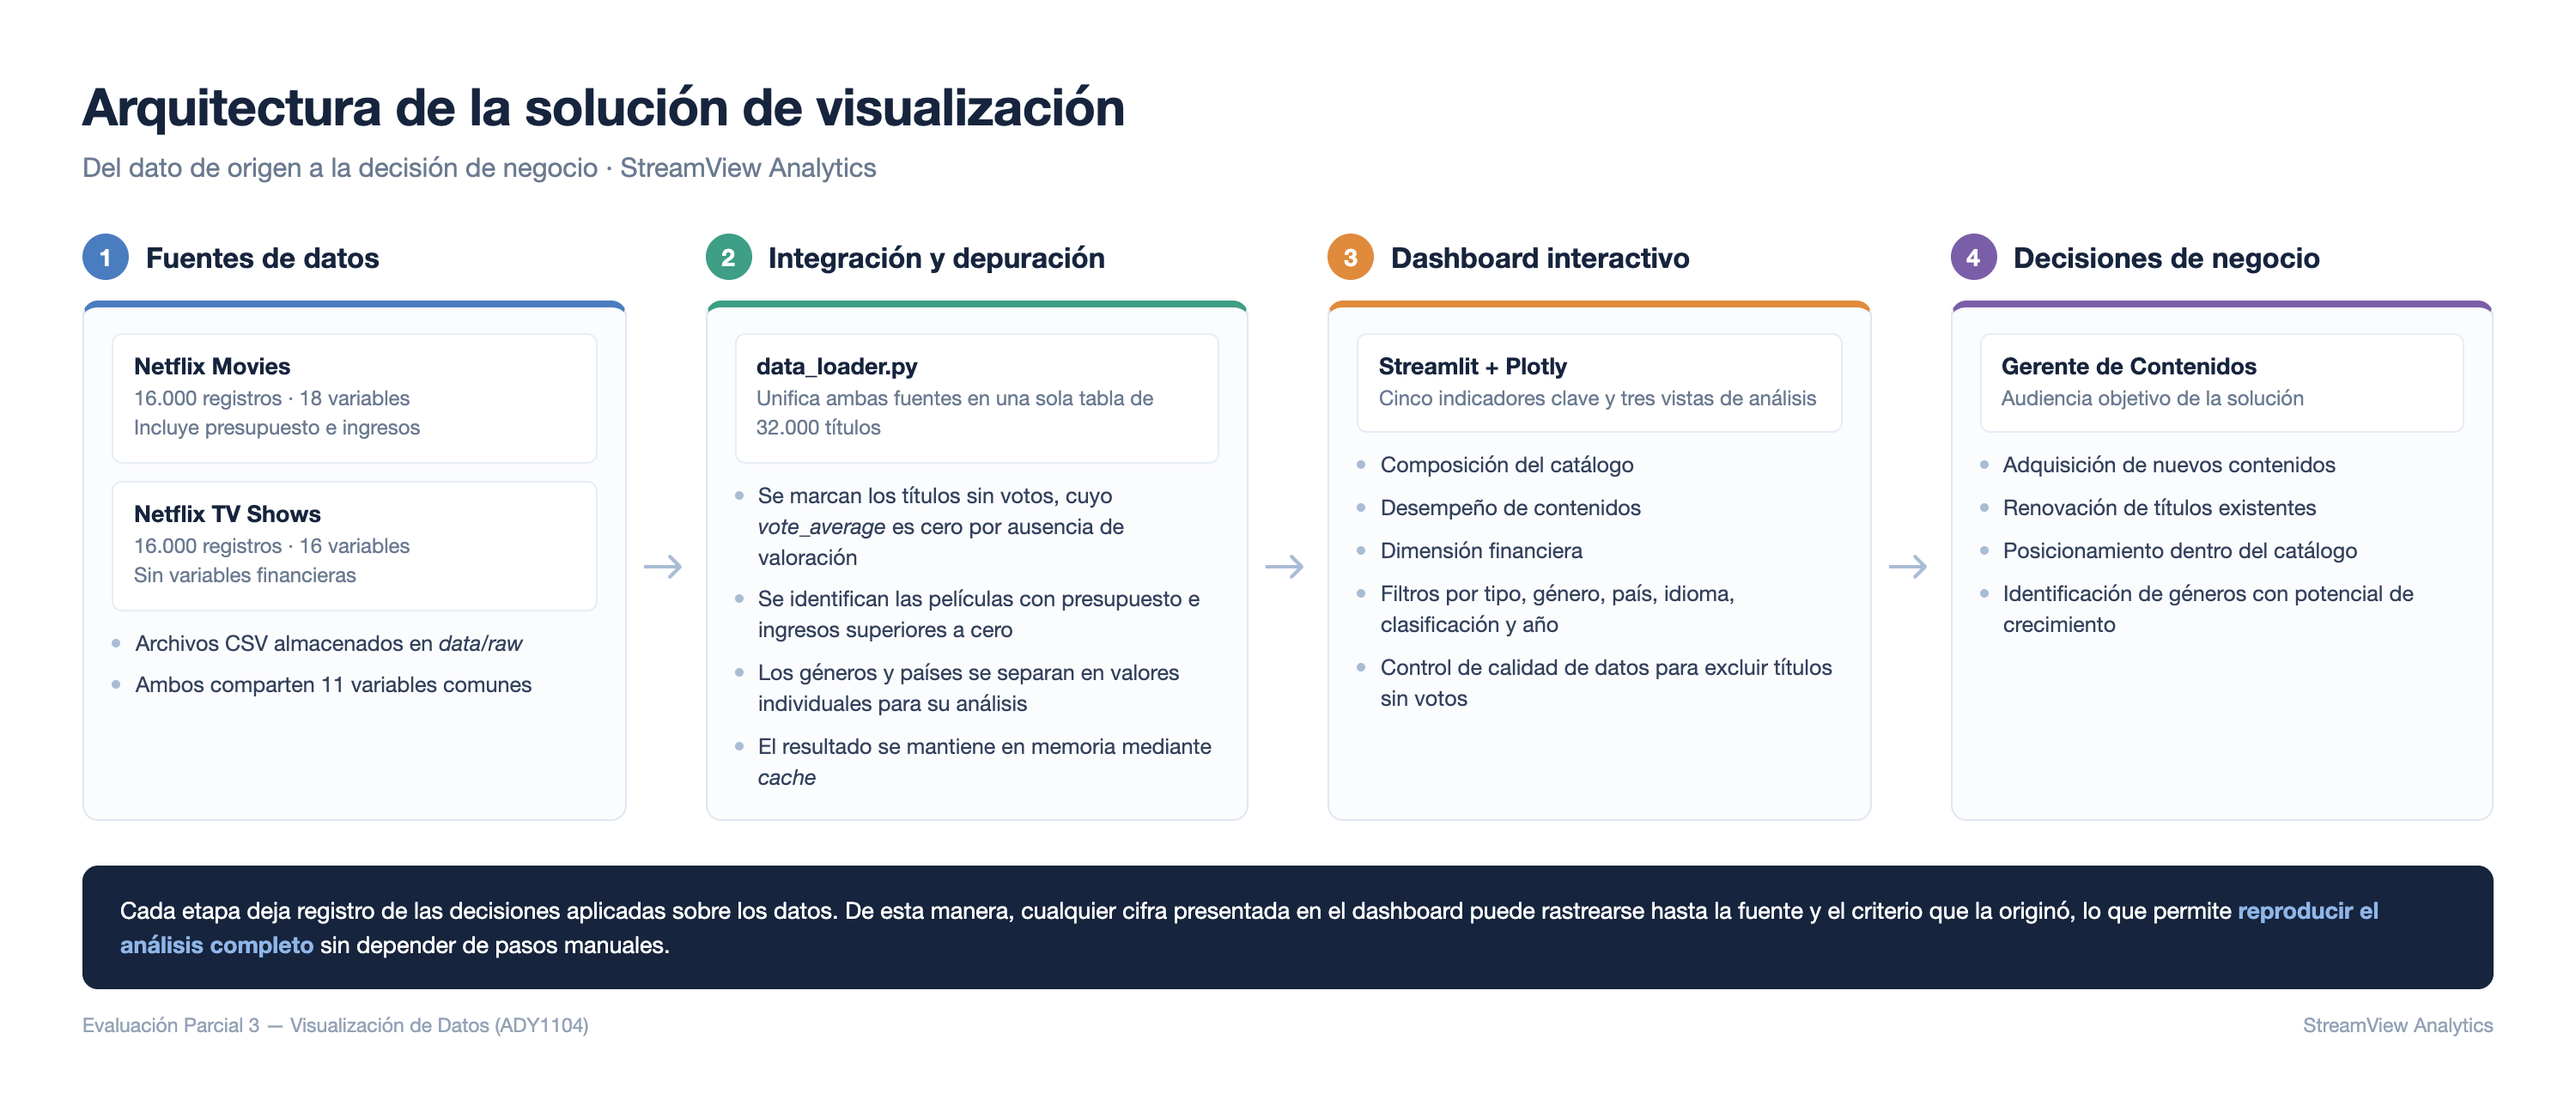 Arquitectura de la solución de visualización
Del dato de origen a la decisión de negocio · StreamView Analytics
1 Fuentes de datos
Netflix Movies
16.000 registros · 18 variables
Incluye presupuesto e ingresos
Netflix TV Shows
16.000 registros · 16 variables
Sin variables financieras
Archivos CSV almacenados en data/raw
Ambos comparten 11 variables comunes
2 Integración y depuración
data_loader.py
Unifica ambas fuentes en una sola tabla de
32.000 títulos
Se marcan los títulos sin votos, cuyo
vote_average es cero por ausencia de
valoración
Se identifican las películas con presupuesto e
ingresos superiores a cero
Los géneros y países se separan en valores
individuales para su análisis
El resultado se mantiene en memoria mediante
cache
3 Dashboard interactivo
Streamlit + Plotly
Cinco indicadores clave y tres vistas de análisis
Composición del catálogo
Desempeño de contenidos
Dimensión financiera
Filtros por tipo, género, país, idioma,
clasificación y año
Control de calidad de datos para excluir títulos
sin votos
4 Decisiones de negocio
Gerente de Contenidos
Audiencia objetivo de la solución
Adquisición de nuevos contenidos
Renovación de títulos existentes
Posicionamiento dentro del catálogo
Identificación de géneros con potencial de
crecimiento
Cada etapa deja registro de las decisiones aplicadas sobre los datos. De esta manera, cualquier cifra presentada en el dashboard puede rastrearse hasta la fuente y el criterio que la originó, lo que permite reproducir el
análisis completo sin depender de pasos manuales.
Evaluación Parcial 3 — Visualización de Datos (ADY1104)
StreamView Analytics